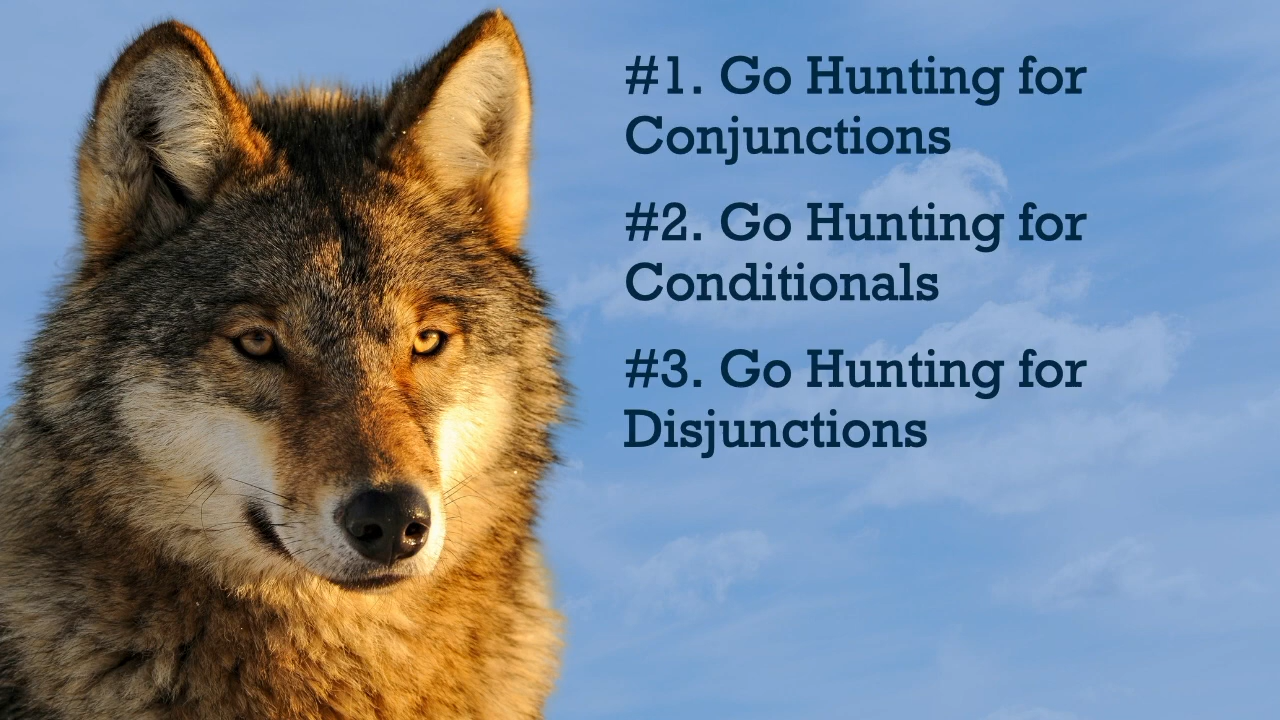 #1. Go Hunting for
Conjunctions
#2. Go Hunting for
Conditionals
#3. Go Hunting for
Disjunctions